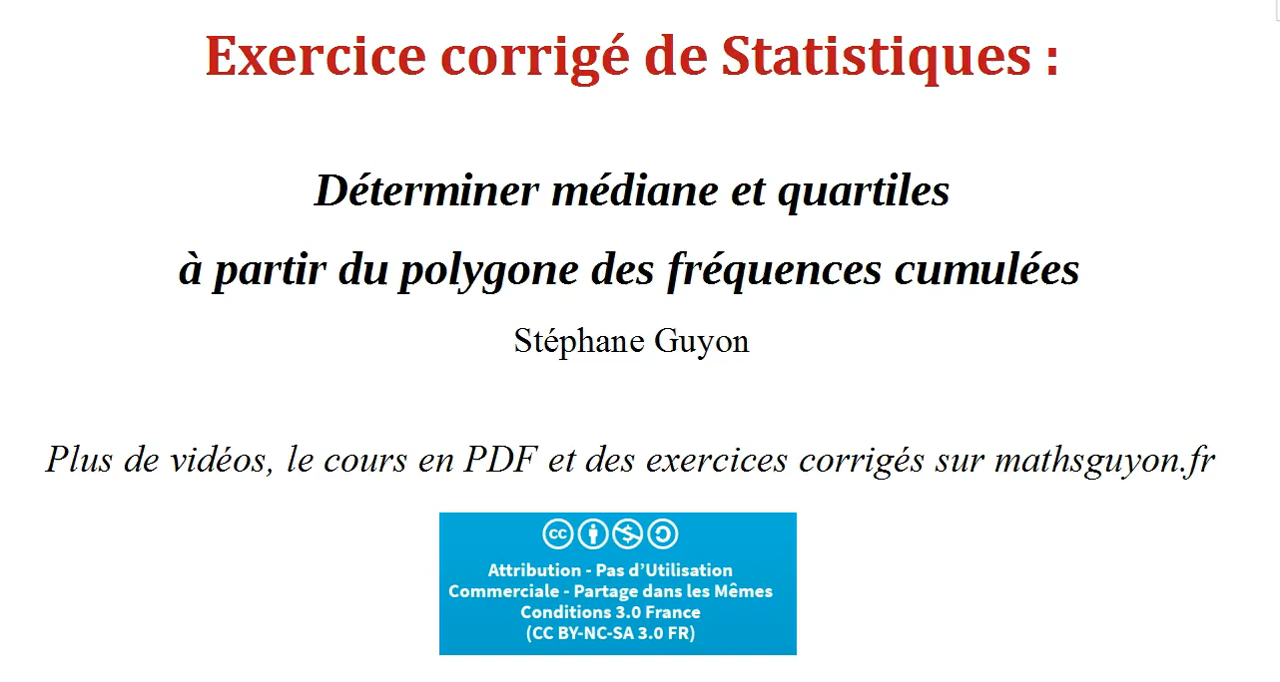 Exercice corrigé de Statistiques :
Déterminer médiane et quartiles
à partir du polygone des fréquences cumulées
Stéphane Guyon
Plus de vidéos, le cours en PDF et des exercices corrigés sur mathsguyon.fr
cc
Attribution - Pas d’Utilisation
Commerciale - Partage dans les Mêmes
Conditions 3.0 France
(CC BY-NC-SA 3.0 FR)